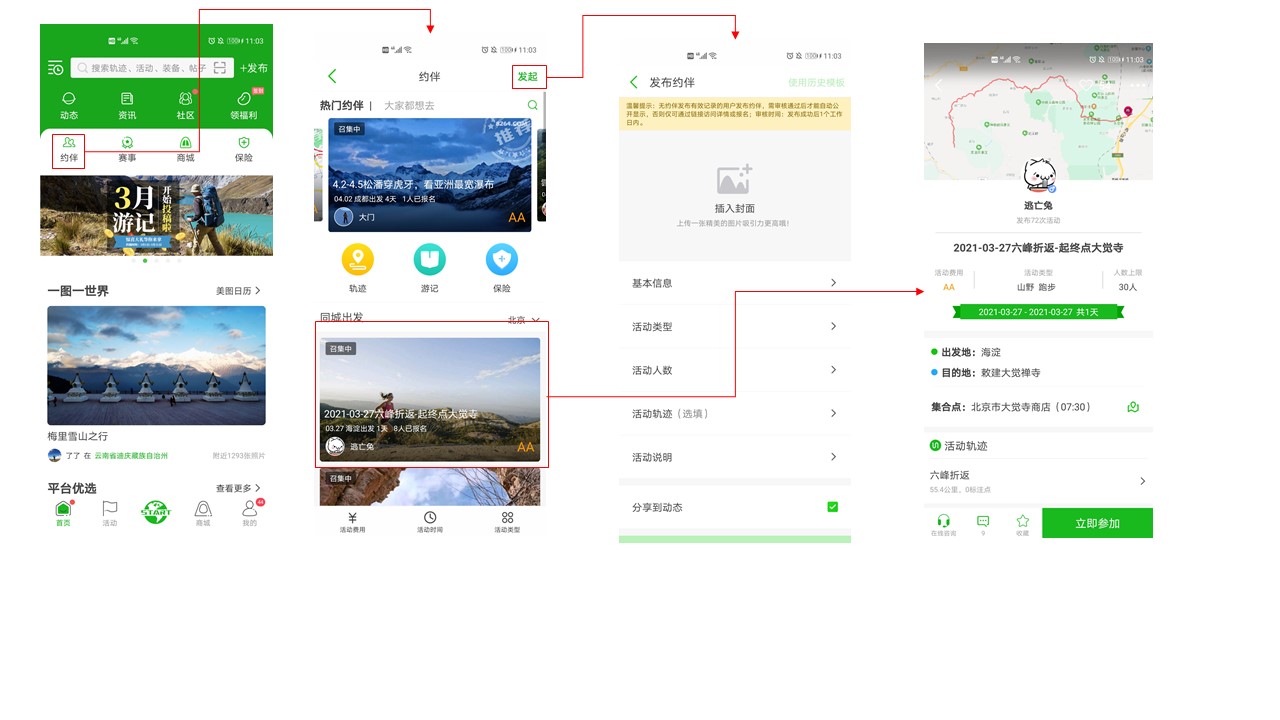 11:03
搜索轨迹、活动、装备、帖子
+发布
动态
资讯
社区
领福利
约伴
赛事
商城
保险
3月
游记
开始投稿啦
一图一世界
美图日历
梅里雪山之行
了了 在 云南省迪庆藏族自治州
附近1293张照片
平台优选
查看更多
首页
活动
START
商城
我的
11:03
约伴
发起
热门约伴 | 大家都想去
召集中
8264.COM
推荐
4.2-4.5松潘穿虎牙，看亚洲最宽瀑布
04.02 成都出发 4天 1人已报名
大门
AA
轨迹
游记
保险
同城出发
北京
召集中
2021-03-27六峰折返-起终点大觉寺
03.27 海淀出发 1天 8人已报名
逃亡兔
AA
召集中
活动费用
活动时间
活动类型
11:03
发布约伴
使用历史模板
温馨提示：无约伴发布有效记录的用户发布约伴，需审核通过后才能自动公
开显示，否则仅可通过链接访问详情或报名；审核时间：发布成功后1个工作
日内。
插入封面
上传一张精美的图片吸引力更高哦！
基本信息
活动类型
活动人数
活动轨迹（选填）
活动说明
分享到动态
11:03
逃亡兔
发布72次活动
2021-03-27六峰折返-起终点大觉寺
活动费用
活动类型
人数上限
AA
山野 跑步
30人
2021-03-27 - 2021-03-27 共1天
出发地：海淀
目的地：敕建大觉禅寺
集合点：北京市大觉寺商店（07:30）
活动轨迹
六峰折返
55.4公里，0标注点
在线咨询
9
收藏
立即参加